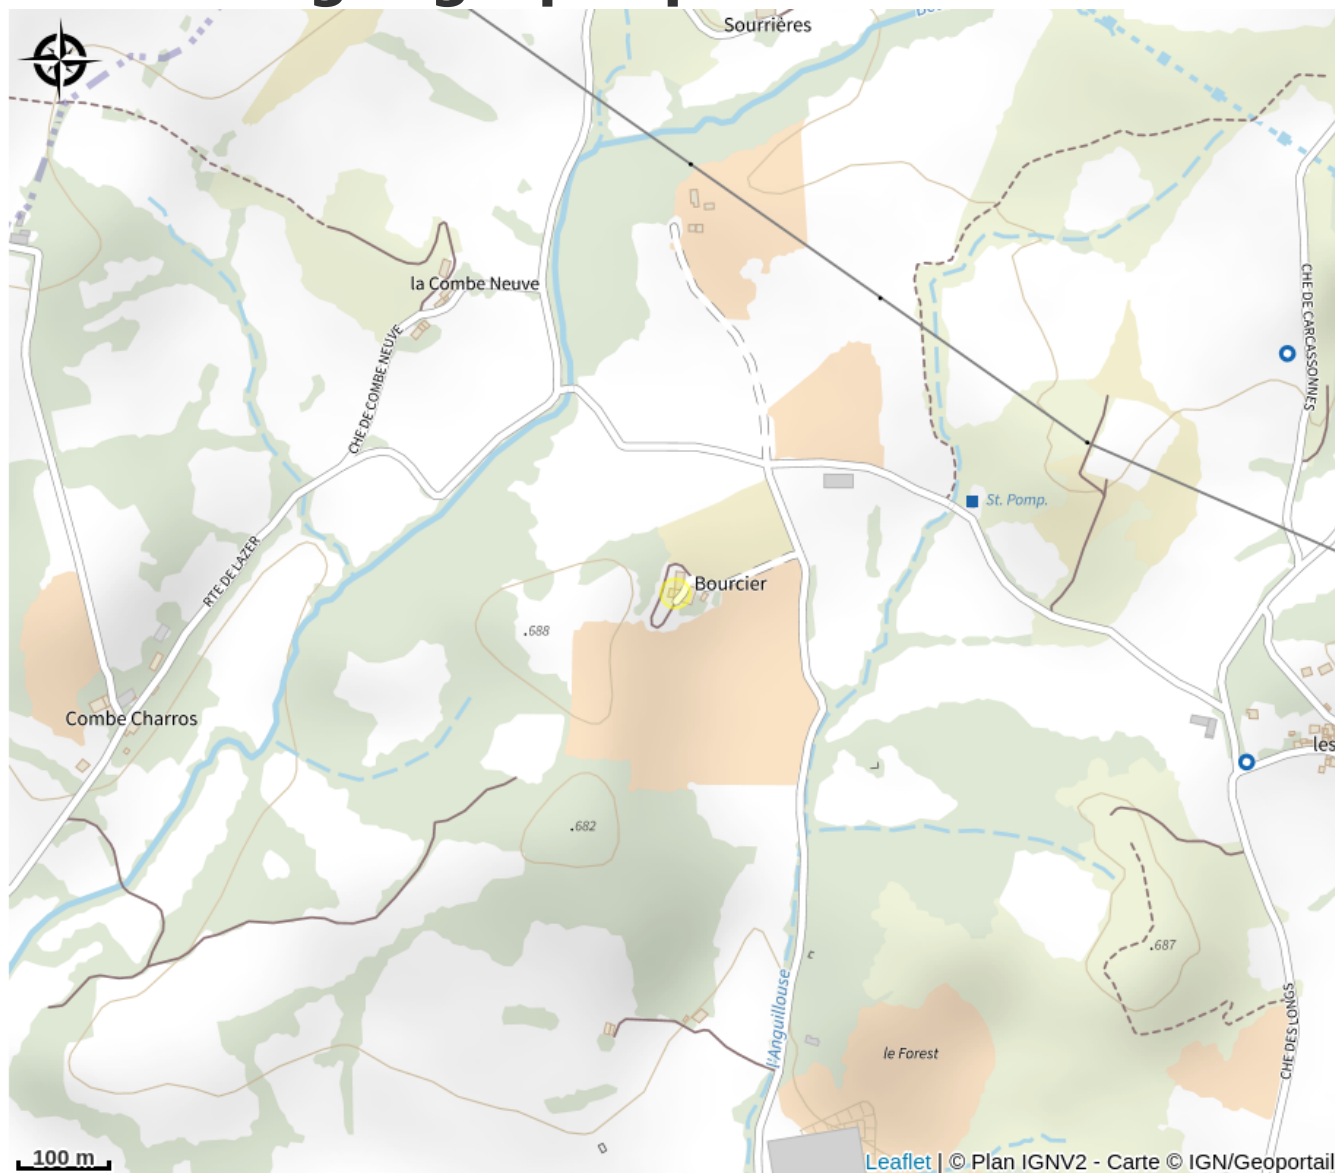 Sourrières
la Combe Neuve
CHE DE CARCASSONNES
CHE DE COMBE NEUVE
St. Pomp.
RTE DE LAZER
Bourcier
.688
Combe Charros
les
.682
.687
l'Anguillouse
CHE DES LONGS
le Forest
100 m
Leaflet | © Plan IGNV2 - Carte © IGN/Geoportail